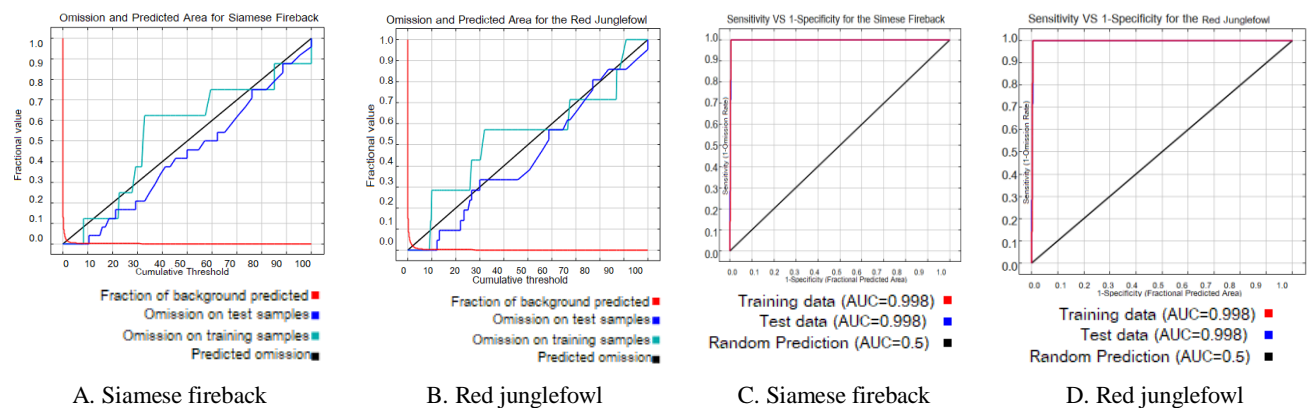 Omission and Predicted Area for Siamese Fireback
Fractional value
1.0
0.9
0.8
0.7
0.6
0.5
0.4
0.3
0.2
0.1
0.0
0 10 20 30 40 50 60 70 80 90 100
Cumulative Threshold
Fraction of background predicted
Omission on test samples
Omission on training samples
Predicted omission
A. Siamese fireback
Omission and Predicted Area for the Red Junglefowl
Fractional value
1.0
0.9
0.8
0.7
0.6
0.5
0.4
0.3
0.2
0.1
0.0
0 10 20 30 40 50 60 70 80 90 100
Cumulative threshold
Fraction of background predicted
Omission on test samples
Omission on training samples
Predicted omission
B. Red junglefowl
Sensitivity VS 1-Specificity for the Simese Fireback
Sensitivity (1-Omission Rate)
1.0
0.9
0.8
0.7
0.6
0.5
0.4
0.3
0.2
0.1
0.0
0.0 0.1 0.2 0.3 0.4 0.5 0.6 0.7 0.8 0.9 1.0
1-Specificity (Fractional Predicted Area)
Training data (AUC=0.998)
Test data (AUC=0.998)
Random Prediction (AUC=0.5)
C. Siamese fireback
Sensitivity VS 1-Specificity for the Red Junglefowl
Sensitivity (1-Omission Rate)
1.0
0.9
0.8
0.7
0.6
0.5
0.4
0.3
0.2
0.1
0.0
0.0 0.1 0.2 0.3 0.4 0.5 0.6 0.7 0.8 0.9 1.0
1-Specificity (Fractional Predicted Area)
Training data (AUC=0.998)
Test data (AUC=0.998)
Random Prediction (AUC=0.5)
D. Red junglefowl